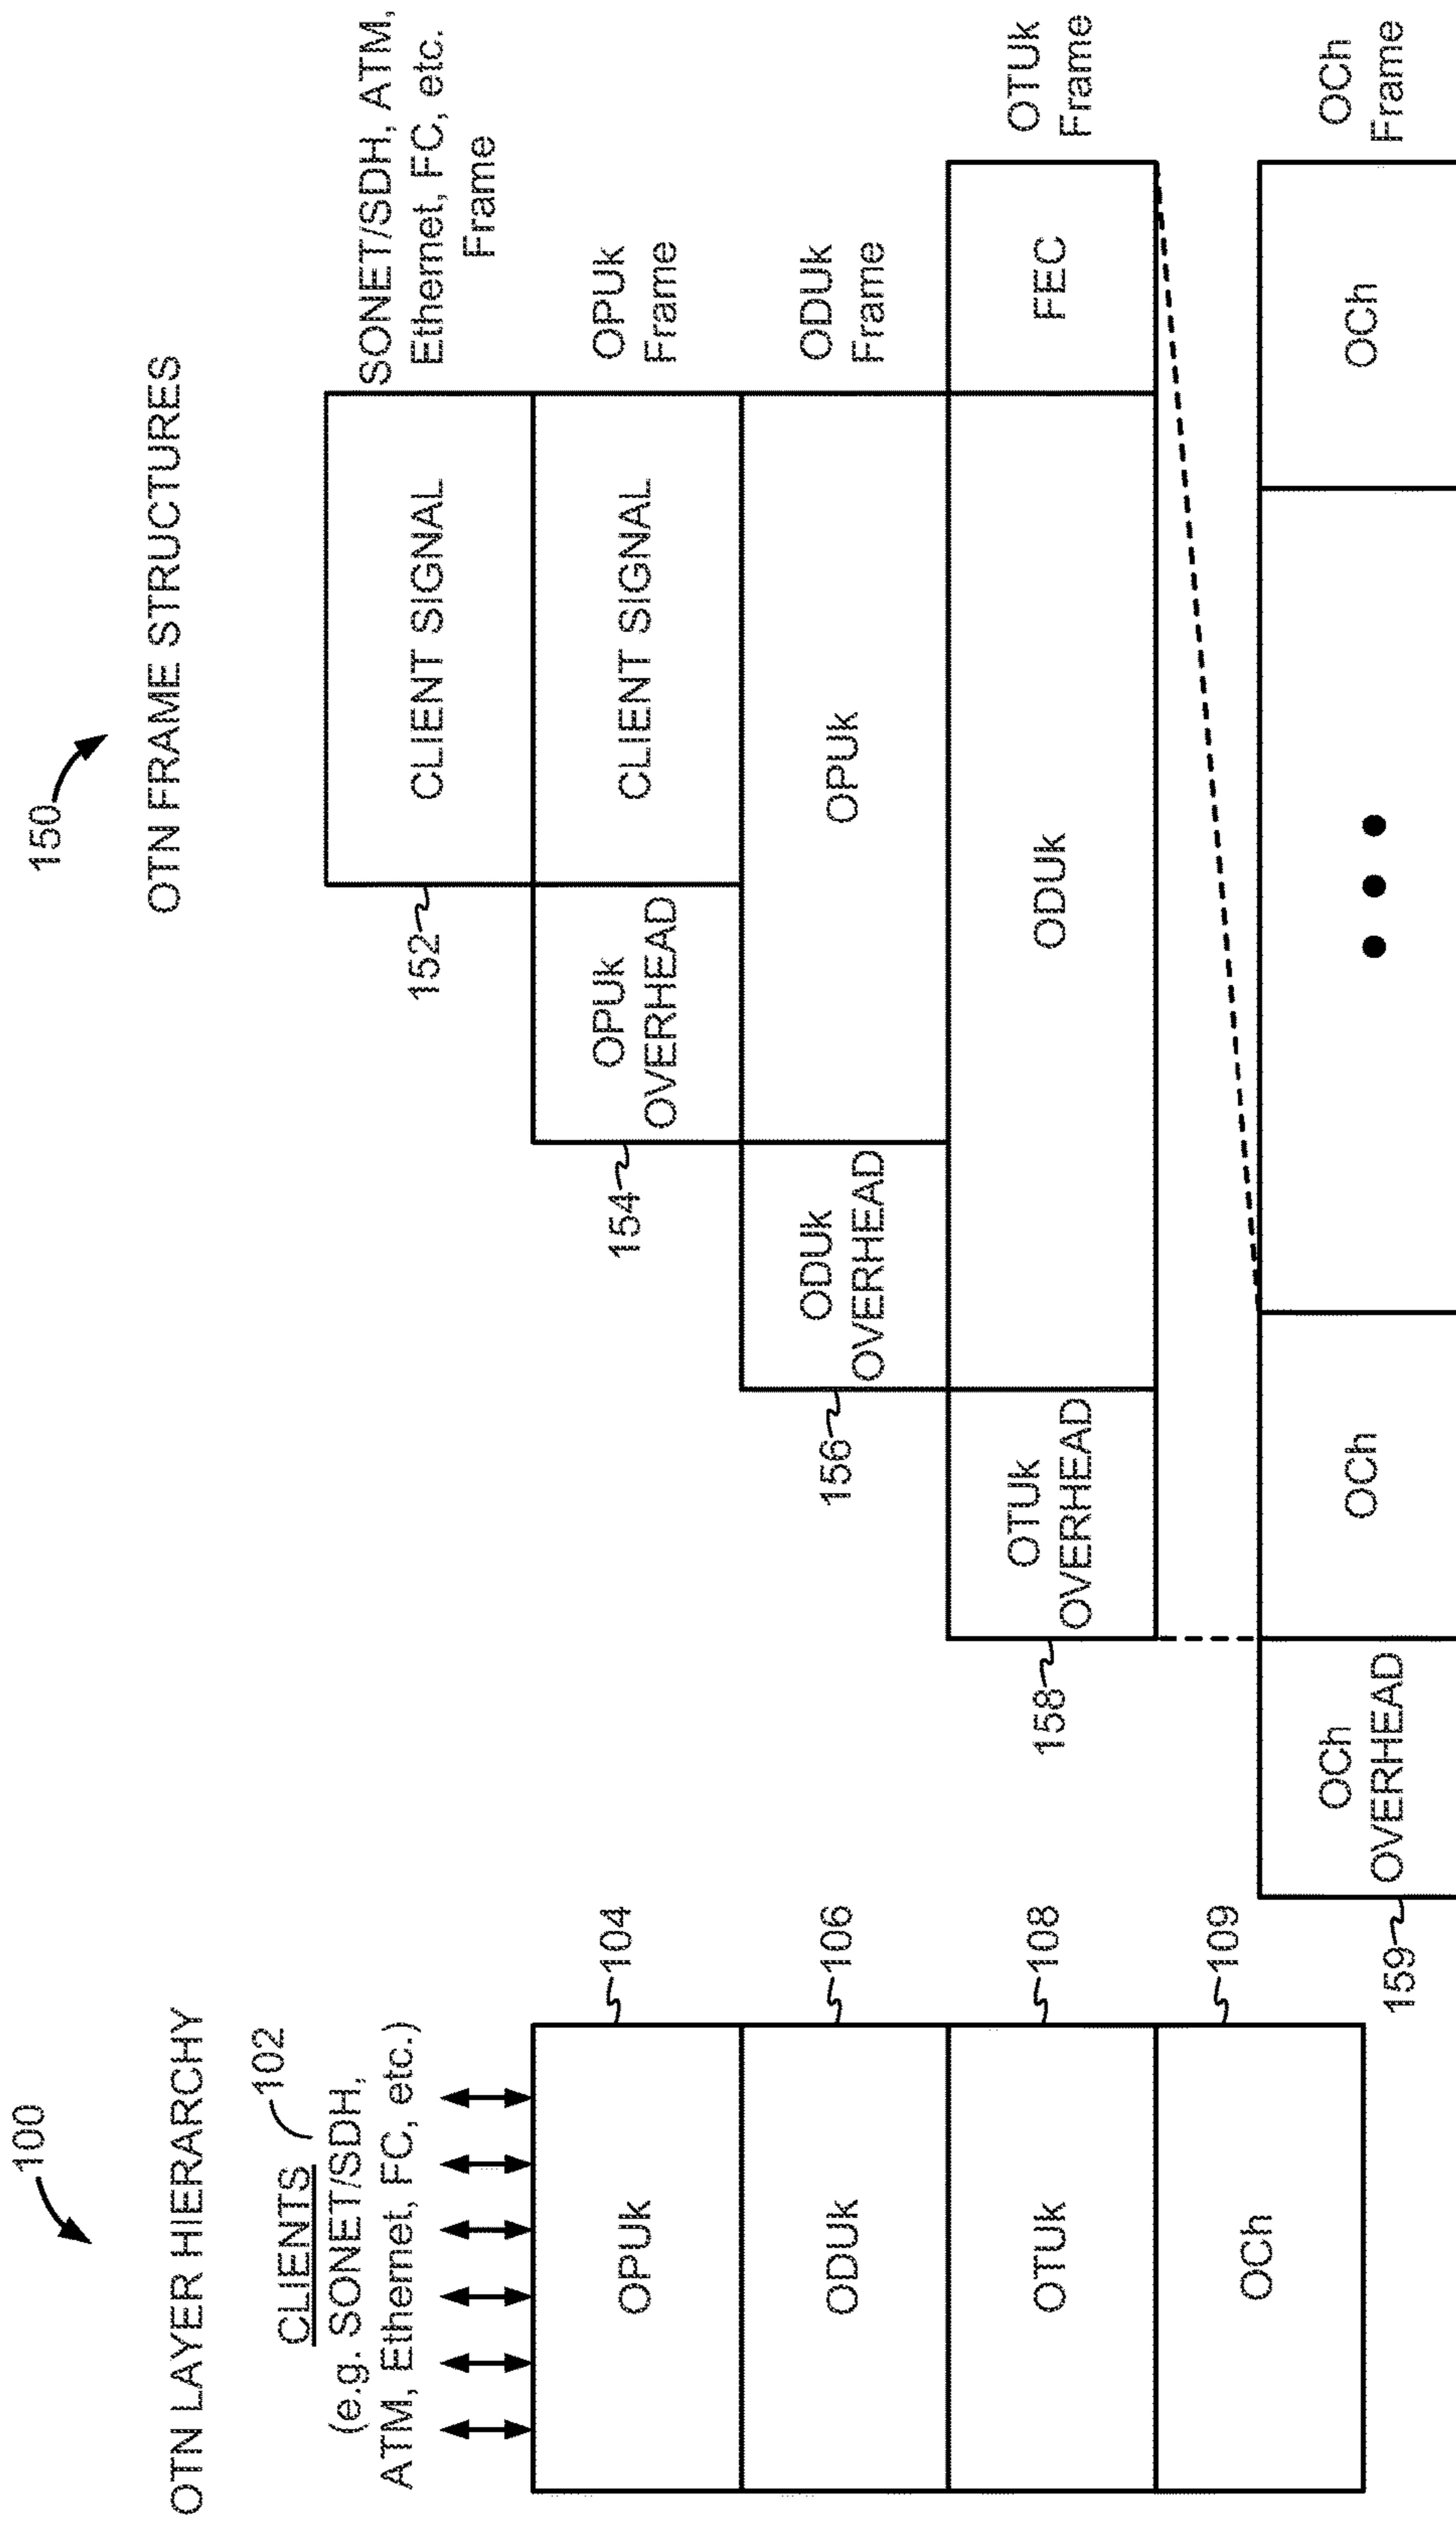 100
OTN LAYER HIERARCHY
CLIENTS
102
(e.g. SONET/SDH,
ATM, Ethernet, FC, etc.)
OPUk
104
ODUk
106
OTUk
108
OCh
109
150
OTN FRAME STRUCTURES
152
CLIENT SIGNAL
SONET/SDH, ATM,
Ethernet, FC, etc.
Frame
154
OPUk
OVERHEAD
CLIENT SIGNAL
OPUk
Frame
156
ODUk
OVERHEAD
OPUk
ODUk
Frame
158
OTUk
OVERHEAD
ODUk
FEC
OTUk
Frame
159
OCh
OVERHEAD
OCh
OCh
OCh
Frame